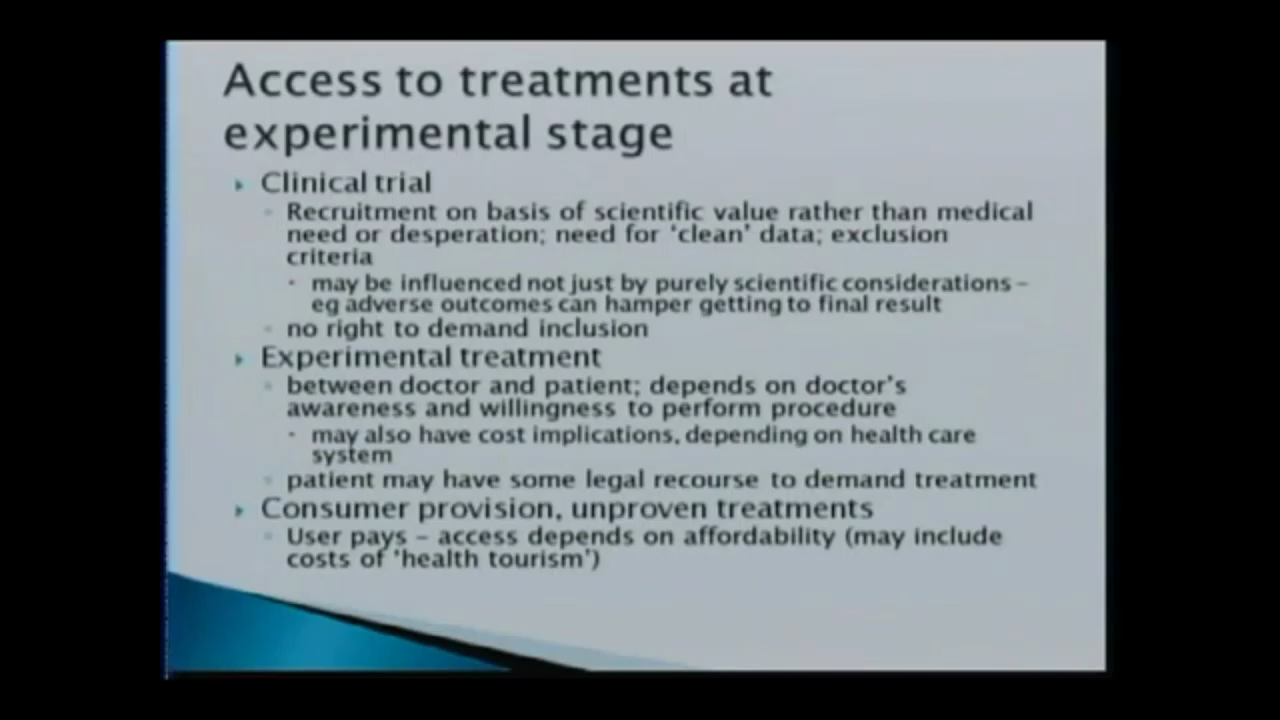 Access to treatments at
experimental stage
Clinical trial
Recruitment on basis of scientific value rather than medical
need or desperation; need for ‘clean’ data; exclusion
criteria
may be influenced not just by purely scientific considerations –
eg adverse outcomes can hamper getting to final result
no right to demand inclusion
Experimental treatment
between doctor and patient; depends on doctor’s
awareness and willingness to perform procedure
may also have cost implications, depending on health care
system
patient may have some legal recourse to demand treatment
Consumer provision, unproven treatments
User pays – access depends on affordability (may include
costs of ‘health tourism’)